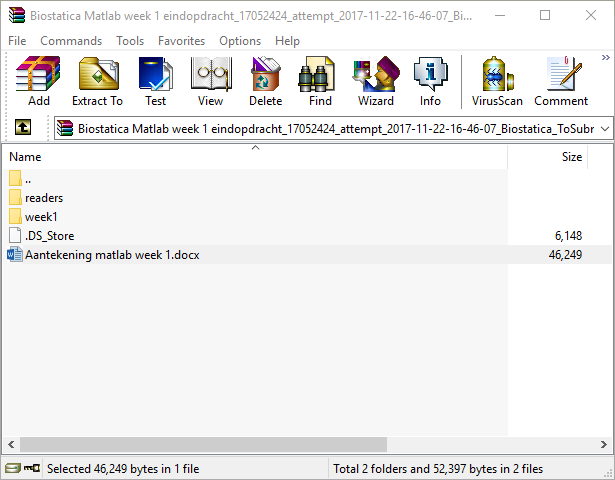 Biostatica Matlab week 1 eindopdracht_17052424_attempt_2017-11-22-16-46-07_Bi...
File Commands Tools Favorites Options Help
Add Extract To Test View Delete Find Wizard Info VirusScan Comment
Biostatica Matlab week 1 eindopdracht_17052424_attempt_2017-11-22-16-46-07_Biostatica_ToSubm
Name Size
..
readers
week1
.DS_Store 6,148
Aantekening matlab week 1.docx 46,249
Selected 46,249 bytes in 1 file Total 2 folders and 52,397 bytes in 2 files